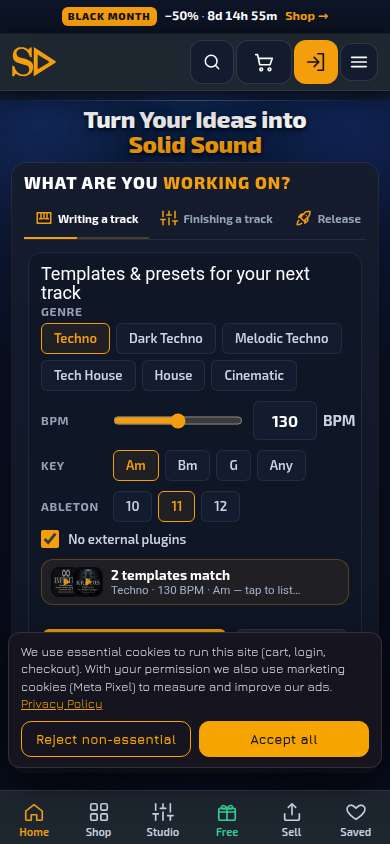 BLACK MONTH −50% · 8d 14h 55m Shop →
S
Turn Your Ideas into
Solid Sound
WHAT ARE YOU WORKING ON?
Writing a track Finishing a track Release
Templates & presets for your next
track
GENRE
Techno Dark Techno Melodic Techno
Tech House House Cinematic
BPM 130 BPM
KEY Am Bm G Any
ABLETON 10 11 12
No external plugins
2 templates match
Techno · 130 BPM · Am — tap to list…
We use essential cookies to run this site (cart, login,
checkout). With your permission we also use marketing
cookies (Meta Pixel) to measure and improve our ads.
Privacy Policy
Reject non-essential Accept all
Home Shop Studio Free Sell Saved